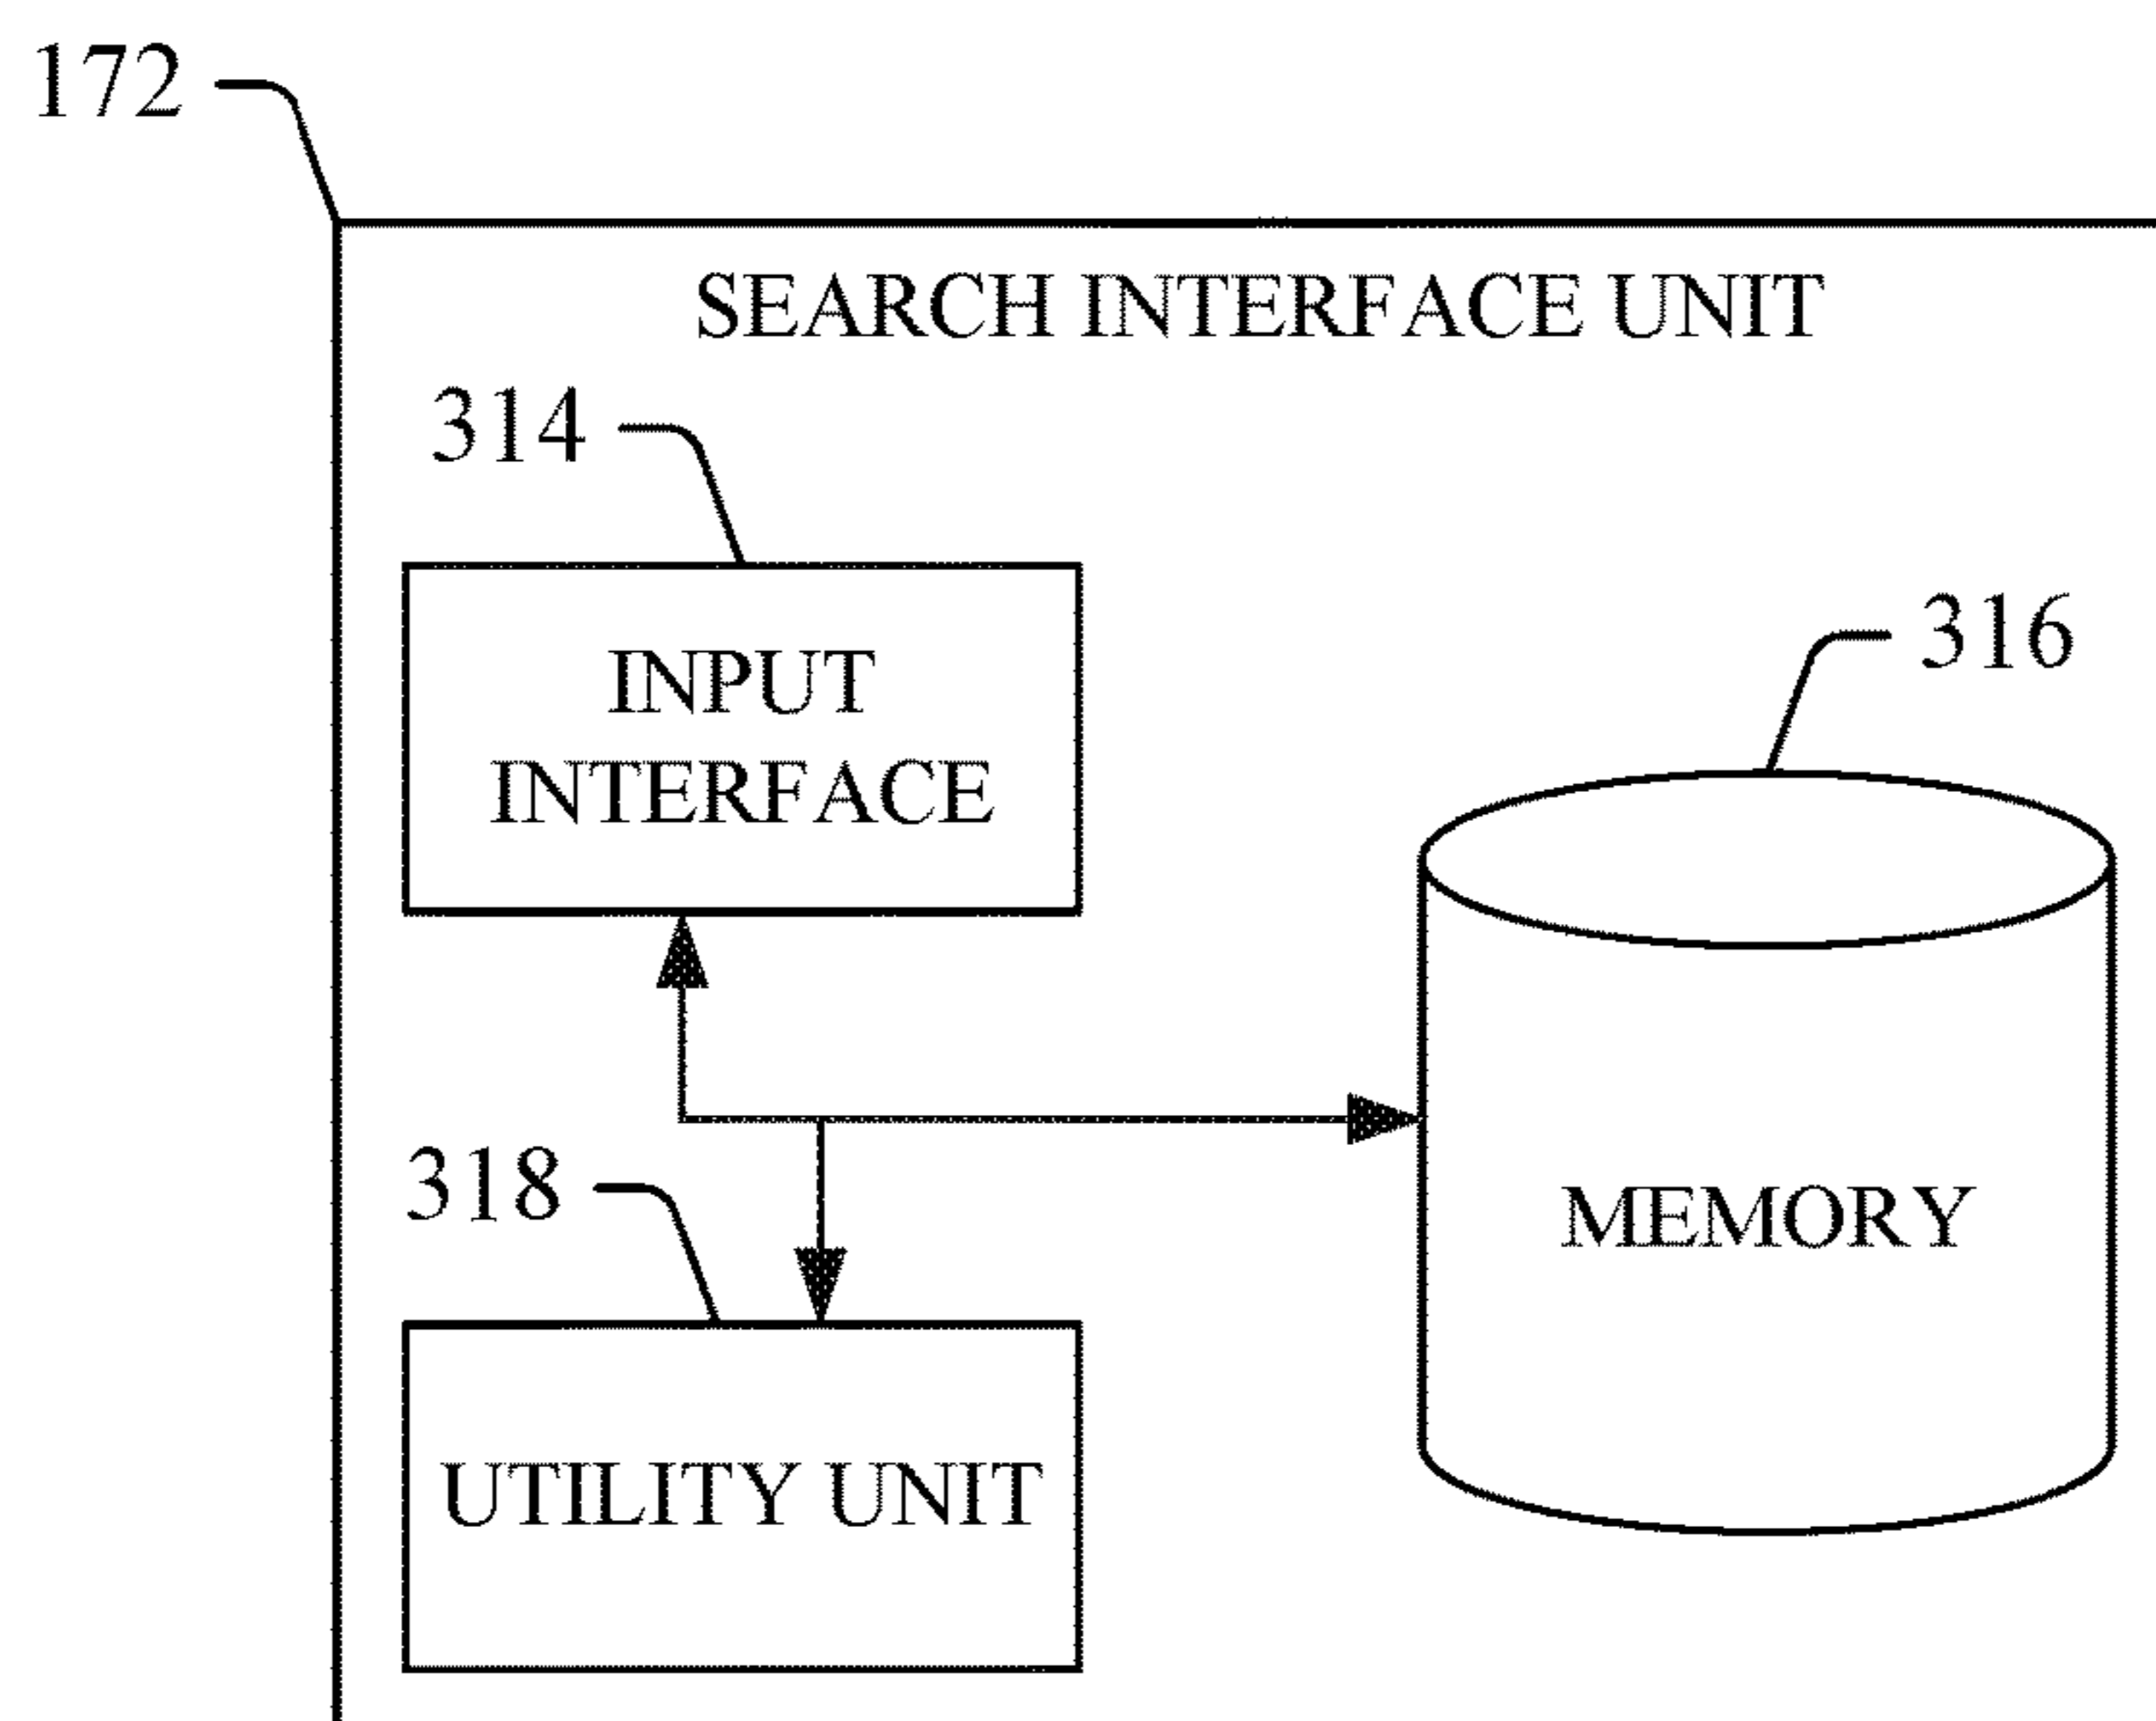 172
SEARCH INTERFACE UNIT
314
INPUT
INTERFACE
316
318
MEMORY
UTILITY UNIT